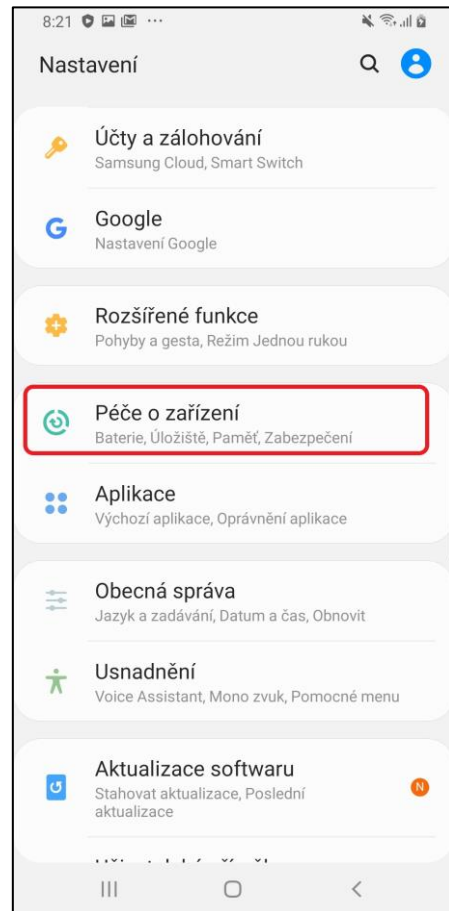 8:21
Nastavení
Účty a zálohování
Samsung Cloud, Smart Switch
Google
Nastavení Google
Rozšířené funkce
Pohyby a gesta, Režim Jednou rukou
Péče o zařízení
Baterie, Úložiště, Paměť, Zabezpečení
Aplikace
Výchozí aplikace, Oprávnění aplikace
Obecná správa
Jazyk a zadávání, Datum a čas, Obnovit
Usnadnění
Voice Assistant, Mono zvuk, Pomocné menu
Aktualizace softwaru
N
Stahovat aktualizace, Poslední
aktualizace